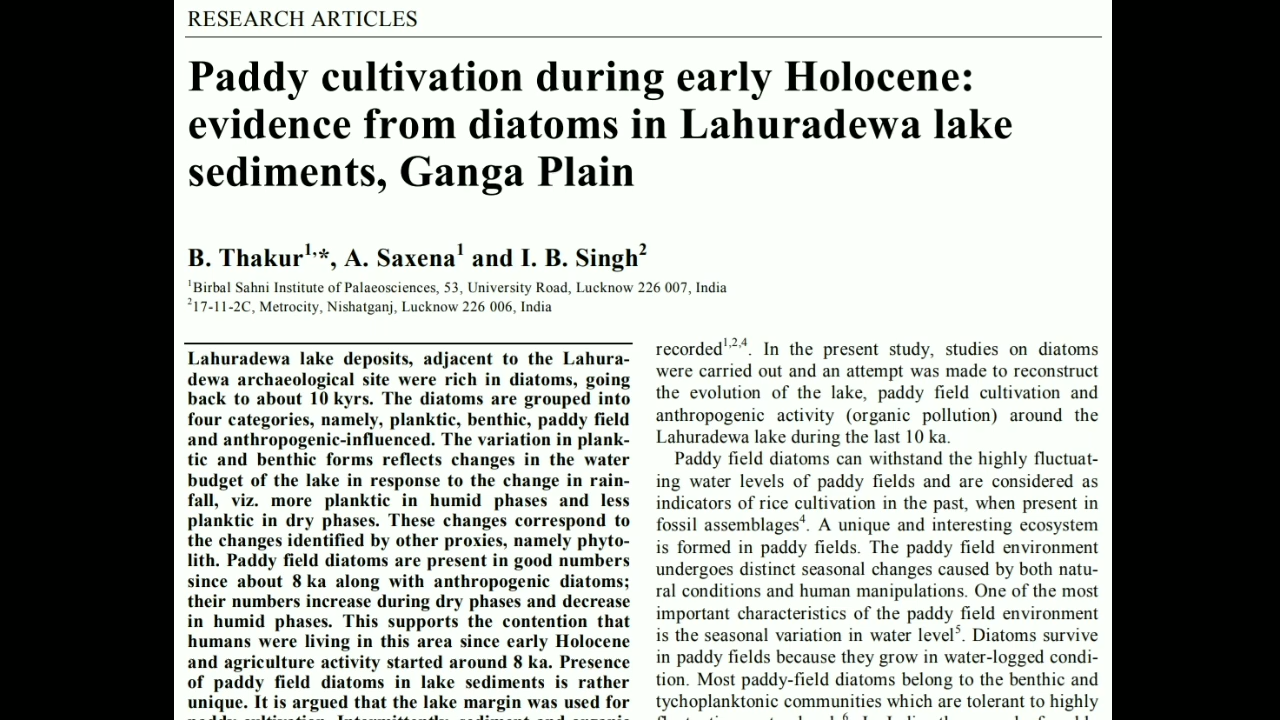 RESEARCH ARTICLES
Paddy cultivation during early Holocene:
evidence from diatoms in Lahuradewa lake
sediments, Ganga Plain
B. Thakur1,*, A. Saxena1 and I. B. Singh2
1Birbal Sahni Institute of Palaeosciences, 53, University Road, Lucknow 226 007, India
217-11-2C, Metrocity, Nishatganj, Lucknow 226 006, India
Lahuradewa lake deposits, adjacent to the Lahura-
dewa archaeological site were rich in diatoms, going
back to about 10 kyrs. The diatoms are grouped into
four categories, namely, planktic, benthic, paddy field
and anthropogenic-influenced. The variation in plank-
tic and benthic forms reflects changes in the water
budget of the lake in response to the change in rain-
fall, viz. more planktic in humid phases and less
planktic in dry phases. These changes correspond to
the changes identified by other proxies, namely phyto-
lith. Paddy field diatoms are present in good numbers
since about 8 ka along with anthropogenic diatoms;
their numbers increase during dry phases and decrease
in humid phases. This supports the contention that
humans were living in this area since early Holocene
and agriculture activity started around 8 ka. Presence
of paddy field diatoms in lake sediments is rather
unique. It is argued that the lake margin was used for
recorded1,2,4. In the present study, studies on diatoms
were carried out and an attempt was made to reconstruct
the evolution of the lake, paddy field cultivation and
anthropogenic activity (organic pollution) around the
Lahuradewa lake during the last 10 ka.
Paddy field diatoms can withstand the highly fluctuat-
ing water levels of paddy fields and are considered as
indicators of rice cultivation in the past, when present in
fossil assemblages4. A unique and interesting ecosystem
is formed in paddy fields. The paddy field environment
undergoes distinct seasonal changes caused by both natu-
ral conditions and human manipulations. One of the most
important characteristics of the paddy field environment
is the seasonal variation in water level5. Diatoms survive
in paddy fields because they grow in water-logged condi-
tion. Most paddy-field diatoms belong to the benthic and
tychoplanktonic communities which are tolerant to highly